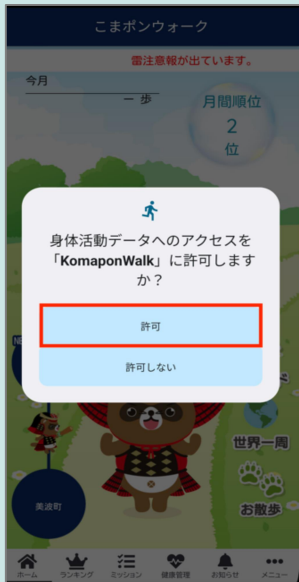 こまポンウォーク
雷注意報が出ています。
今月
— 歩
月間順位
2
位
身体活動データへのアクセスを
「KomaponWalk」に許可します
か？
許可
許可しない
世界一周
美波町
お散歩
ホーム
ランキング
ミッション
健康管理
お知らせ
メニュー